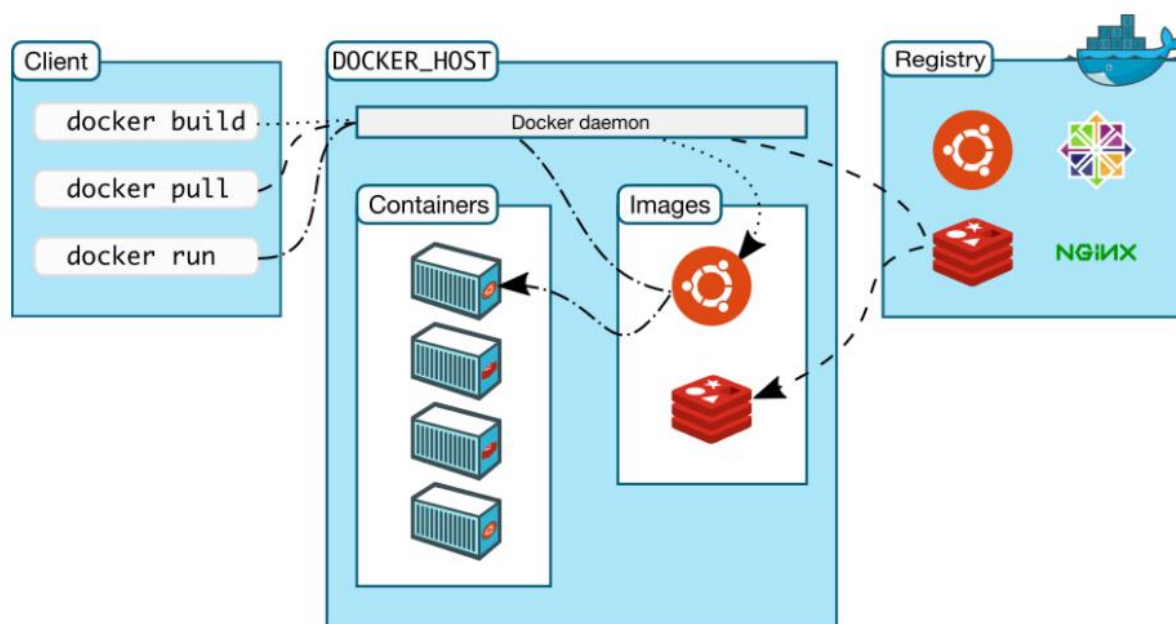 Client
docker build
docker pull
docker run
DOCKER_HOST
Docker daemon
Containers
Images
Registry
NGINX